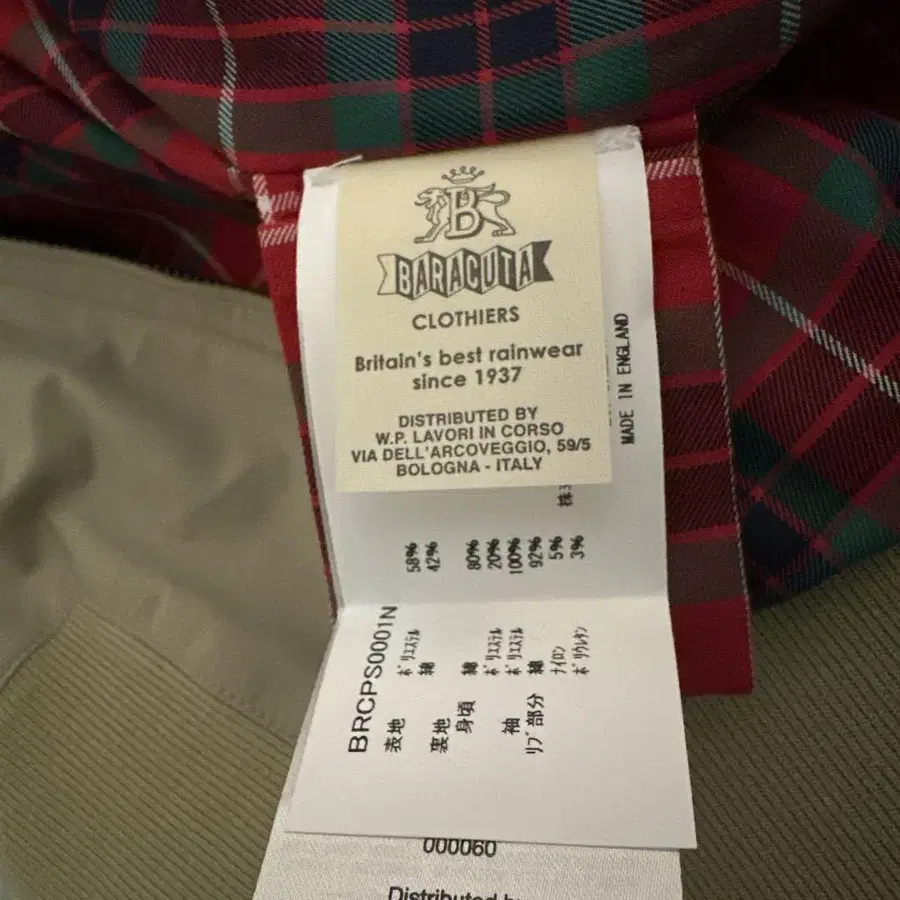 B
BARACUTA
CLOTHIERS
Britain's best rainwear
since 1937
DISTRIBUTED BY
W.P. LAVORI IN CORSO
VIA DELL'ARCOVEGGIO, 59/5
BOLOGNA - ITALY
MADE IN ENGLAND
株
BRCPS0001N
表地 ポリエステル 58%
綿 42%
裏地
身頃 綿 80%
ポリエステル 20%
袖 ポリエステル 100%
リブ部分 綿 92%
ナイロン 5%
ポリウレタン 3%
000060
Distributed by